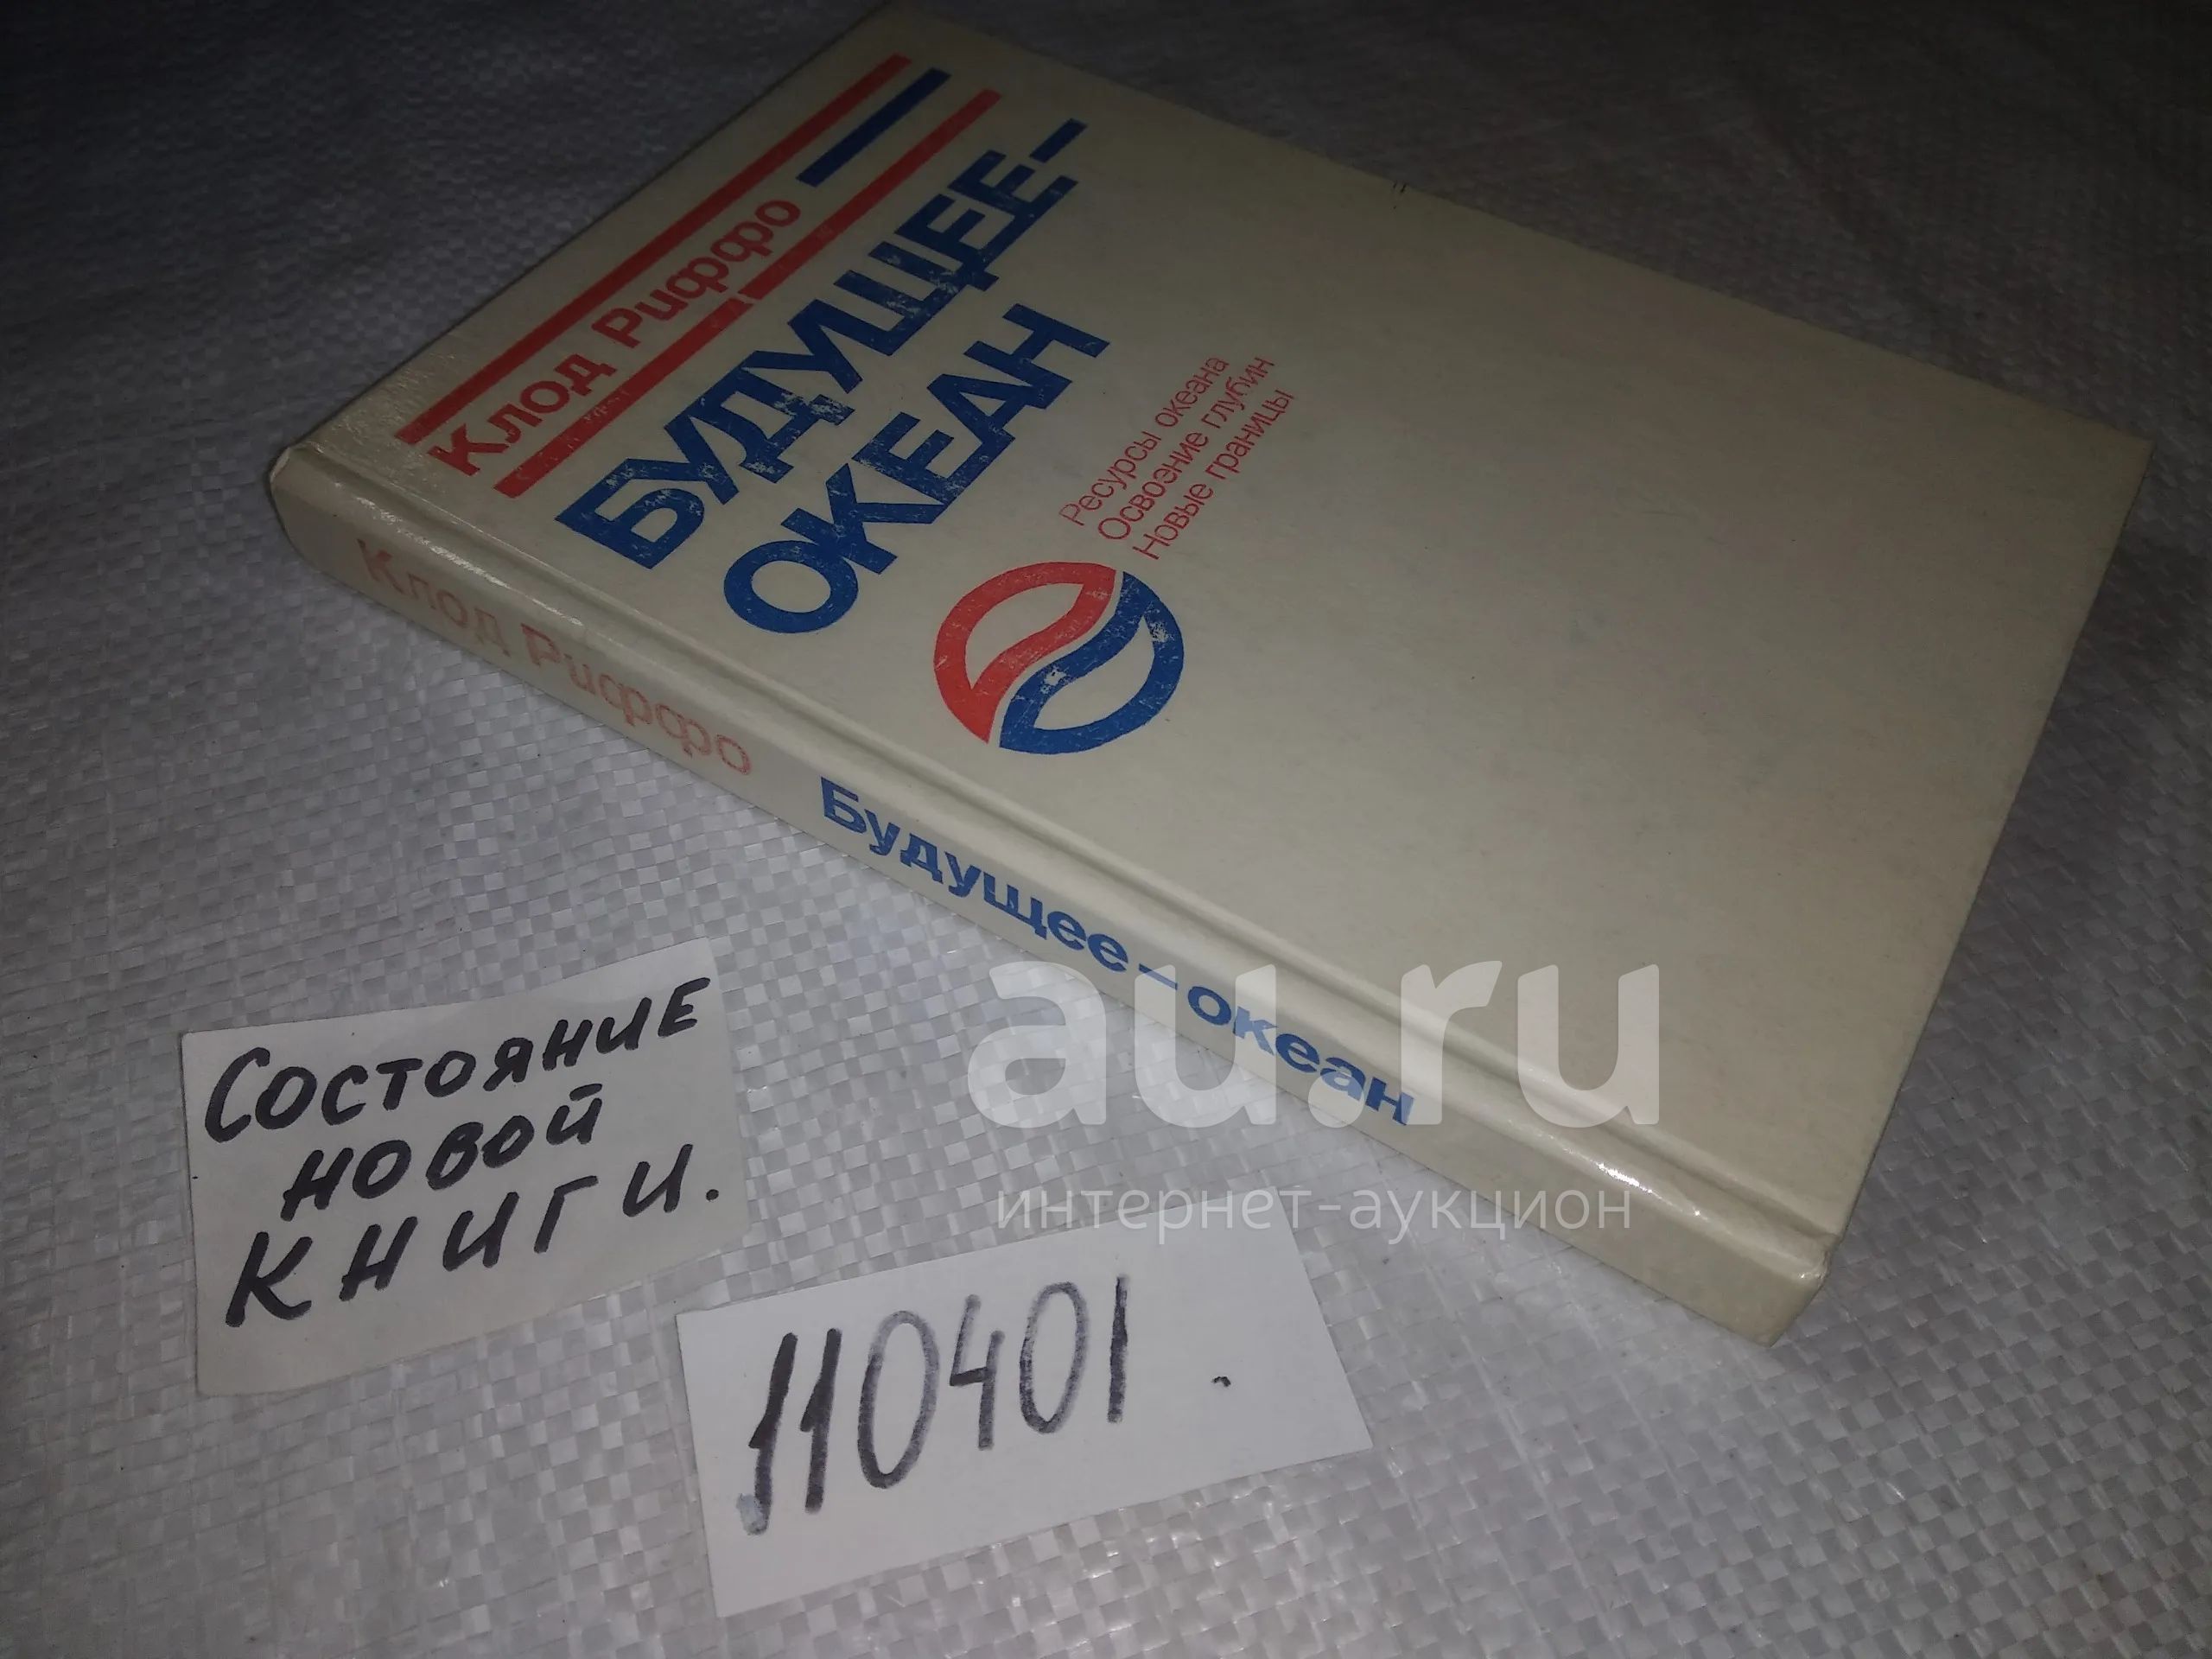 Клод Риффо
БУДУЩЕЕ-
ОКЕАН
Ресурсы океана
Освоение глубин
Новые границы
Клод Риффо Будущее – океан
au.ru
интернет-аукцион
Состояние
новой
книги.
110401.